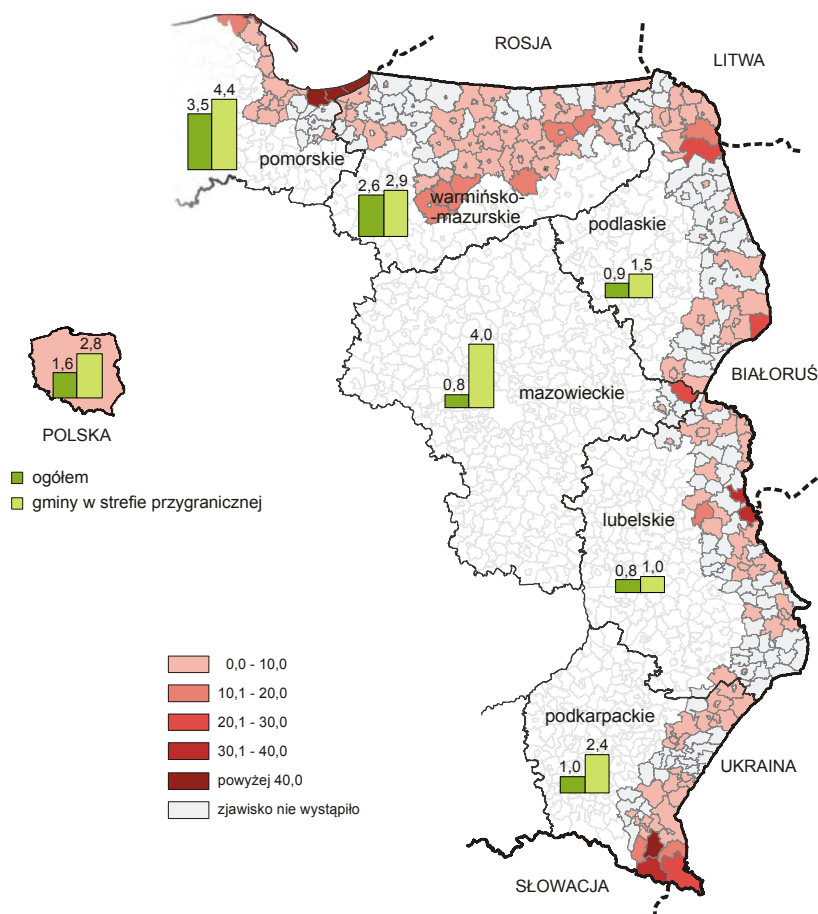 ROSJA
LITWA
3,5
4,4
pomorskie
2,6
2,9
warmińsko-
-mazurskie
podlaskie
0,9
1,5
BIAŁORUŚ
1,6
2,8
POLSKA
0,8
4,0
mazowieckie
ogółem
gminy w strefie przygranicznej
lubelskie
0,8
1,0
0,0 - 10,0
10,1 - 20,0
20,1 - 30,0
30,1 - 40,0
powyżej 40,0
zjawisko nie wystąpiło
podkarpackie
1,0
2,4
UKRAINA
SŁOWACJA